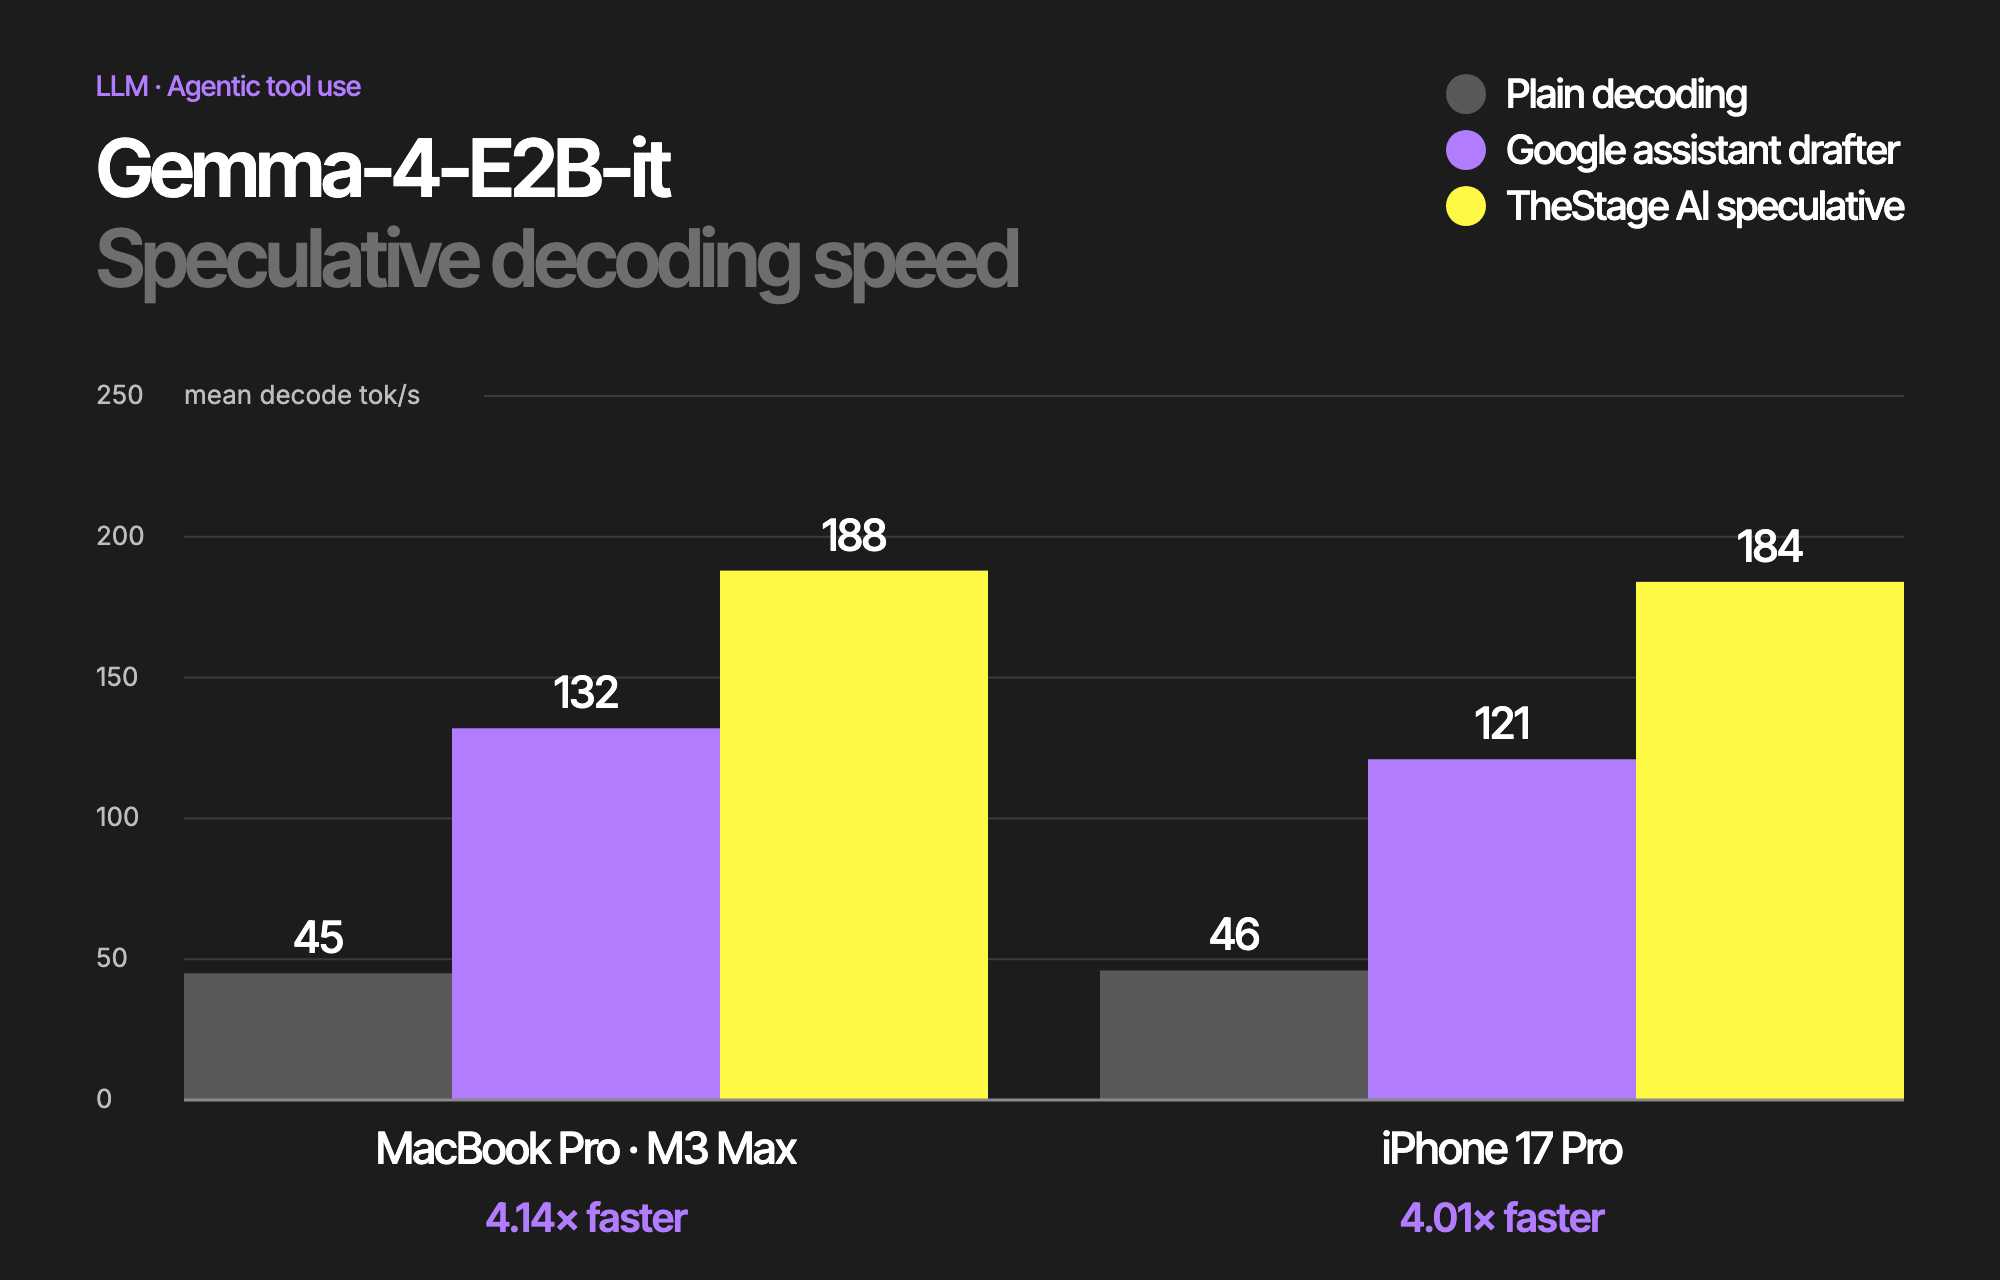 LLM · Agentic tool use
Gemma-4-E2B-it
Speculative decoding speed
Plain decoding
Google assistant drafter
TheStage AI speculative
250 mean decode tok/s
200
150
100
50
0
45
132
188
46
121
184
MacBook Pro · M3 Max
4.14× faster
iPhone 17 Pro
4.01× faster